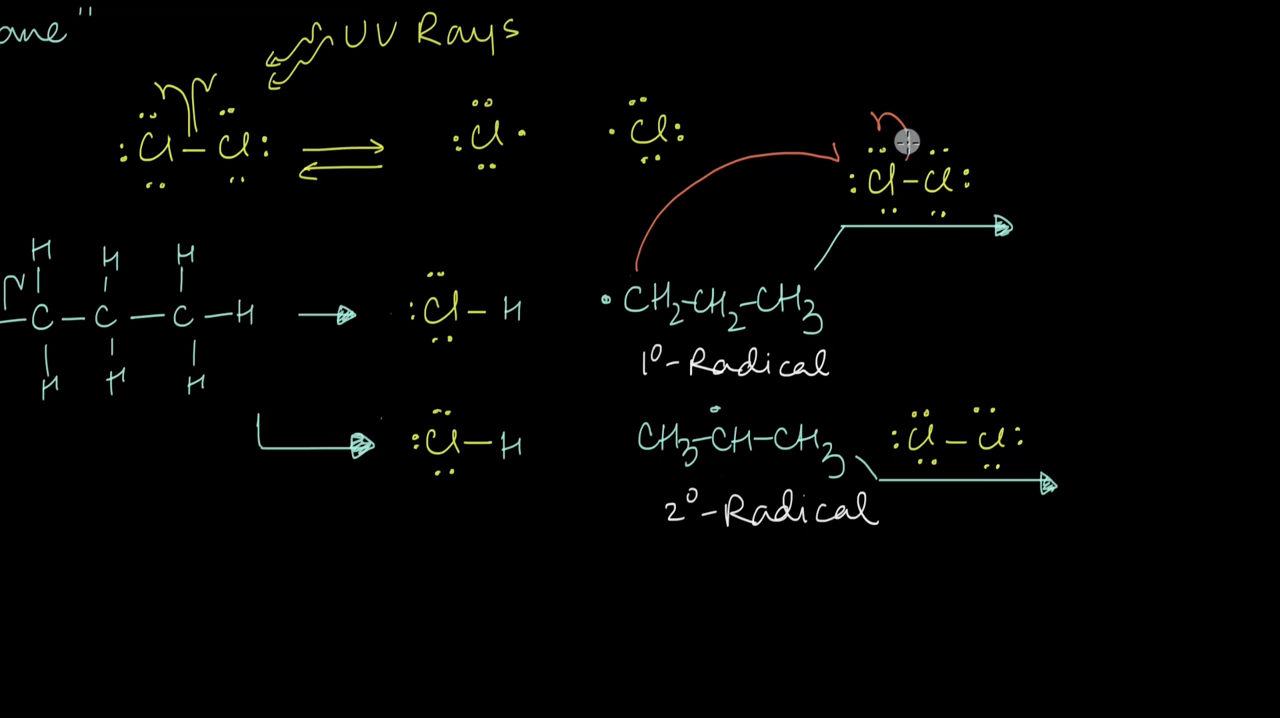 ane"
UV Rays
:Cl–Cl: ⇌ :Cl· ·Cl:
:Cl–Cl:
H H H
–C–C–C–H → :Cl–H ·CH₂–CH₂–CH₃
H H H
1°-Radical
:Cl–H CH₃–ĊH–CH₃ :Cl–Cl:
2°-Radical